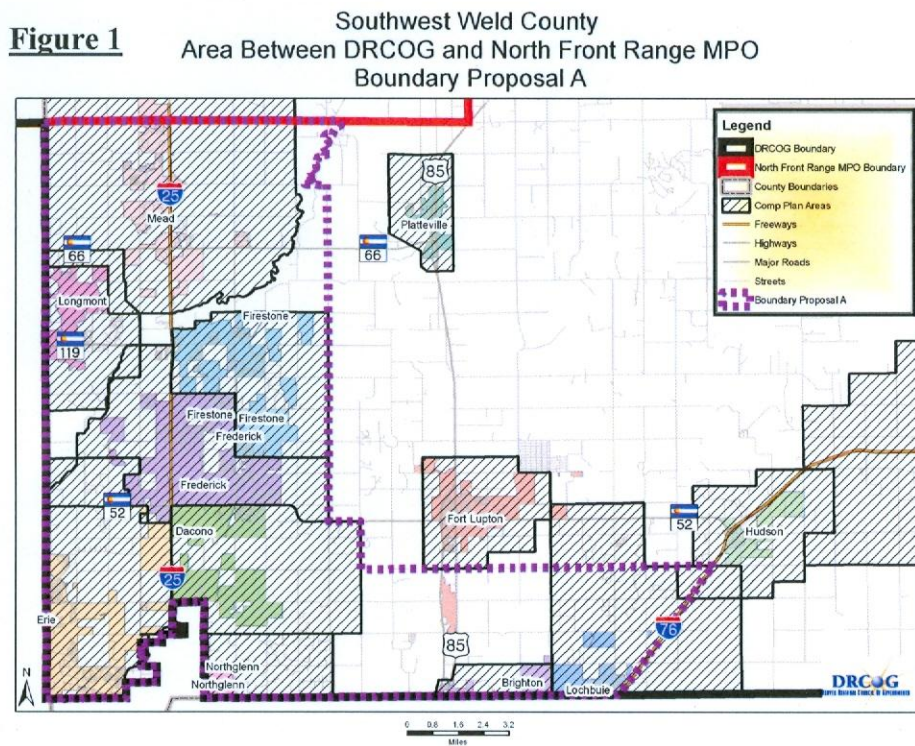 Figure 1
Southwest Weld County
Area Between DRCOG and North Front Range MPO
Boundary Proposal A
Legend
DRCOG Boundary
North Front Range MPO Boundary
County Boundaries
Comp Plan Areas
Freeways
Highways
Major Roads
Streets
Boundary Proposal A
85
25
Mead
Platteville
66
66
Longmont
Firestone
119
Firestone
Firestone
Frederick
Frederick
52
52
Fort Lupton
Hudson
Dacono
25
Erie
76
85
Northglenn
Northglenn
Brighton
Lochbuie
N
DRCOG
0 0.8 1.6 2.4 3.2
Miles